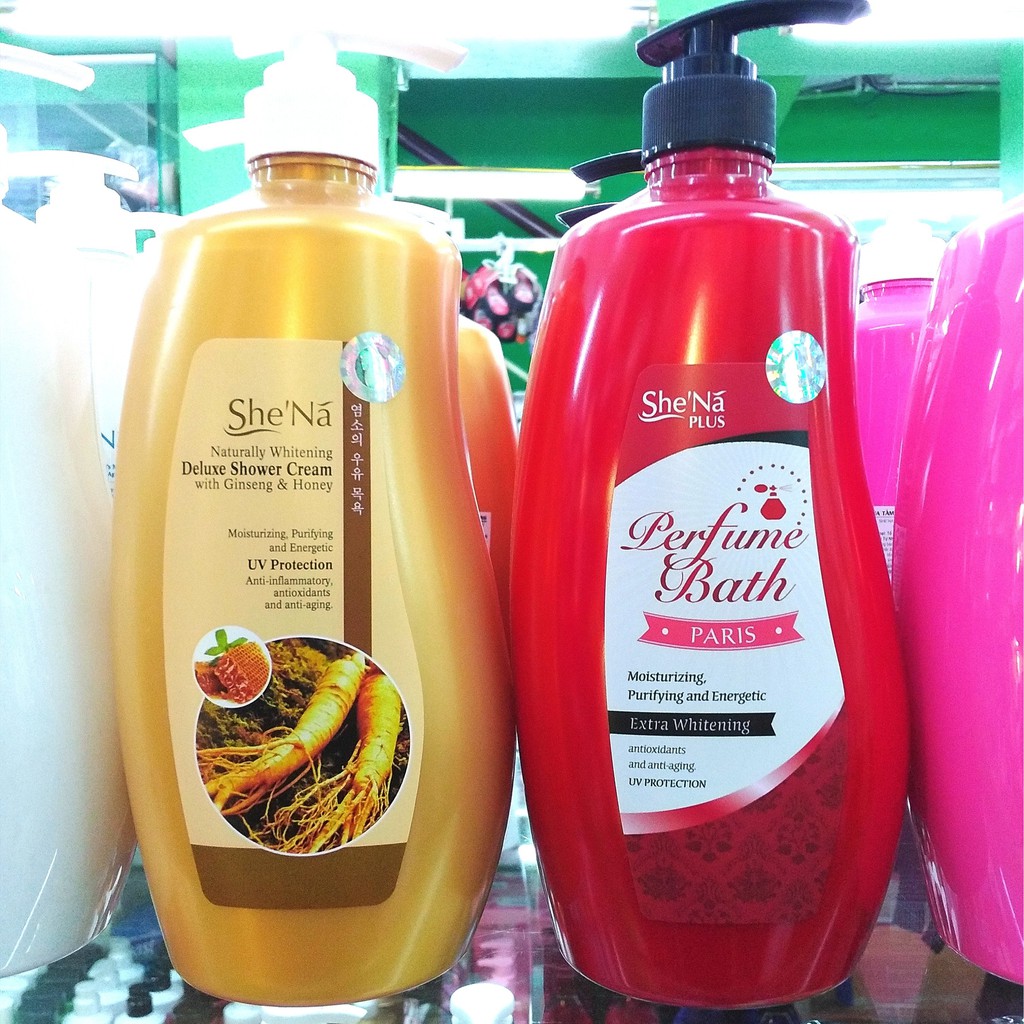 She'Ná
Naturally Whitening
Deluxe Shower Cream
with Ginseng & Honey
염소의 우유 목욕
Moisturizing, Purifying
and Energetic
UV Protection
Anti-inflammatory,
antioxidants
and anti-aging.
She'Ná
PLUS
Perfume
Bath
PARIS
Moisturizing,
Purifying and Energetic
Extra Whitening
antioxidants
and anti-aging.
UV PROTECTION